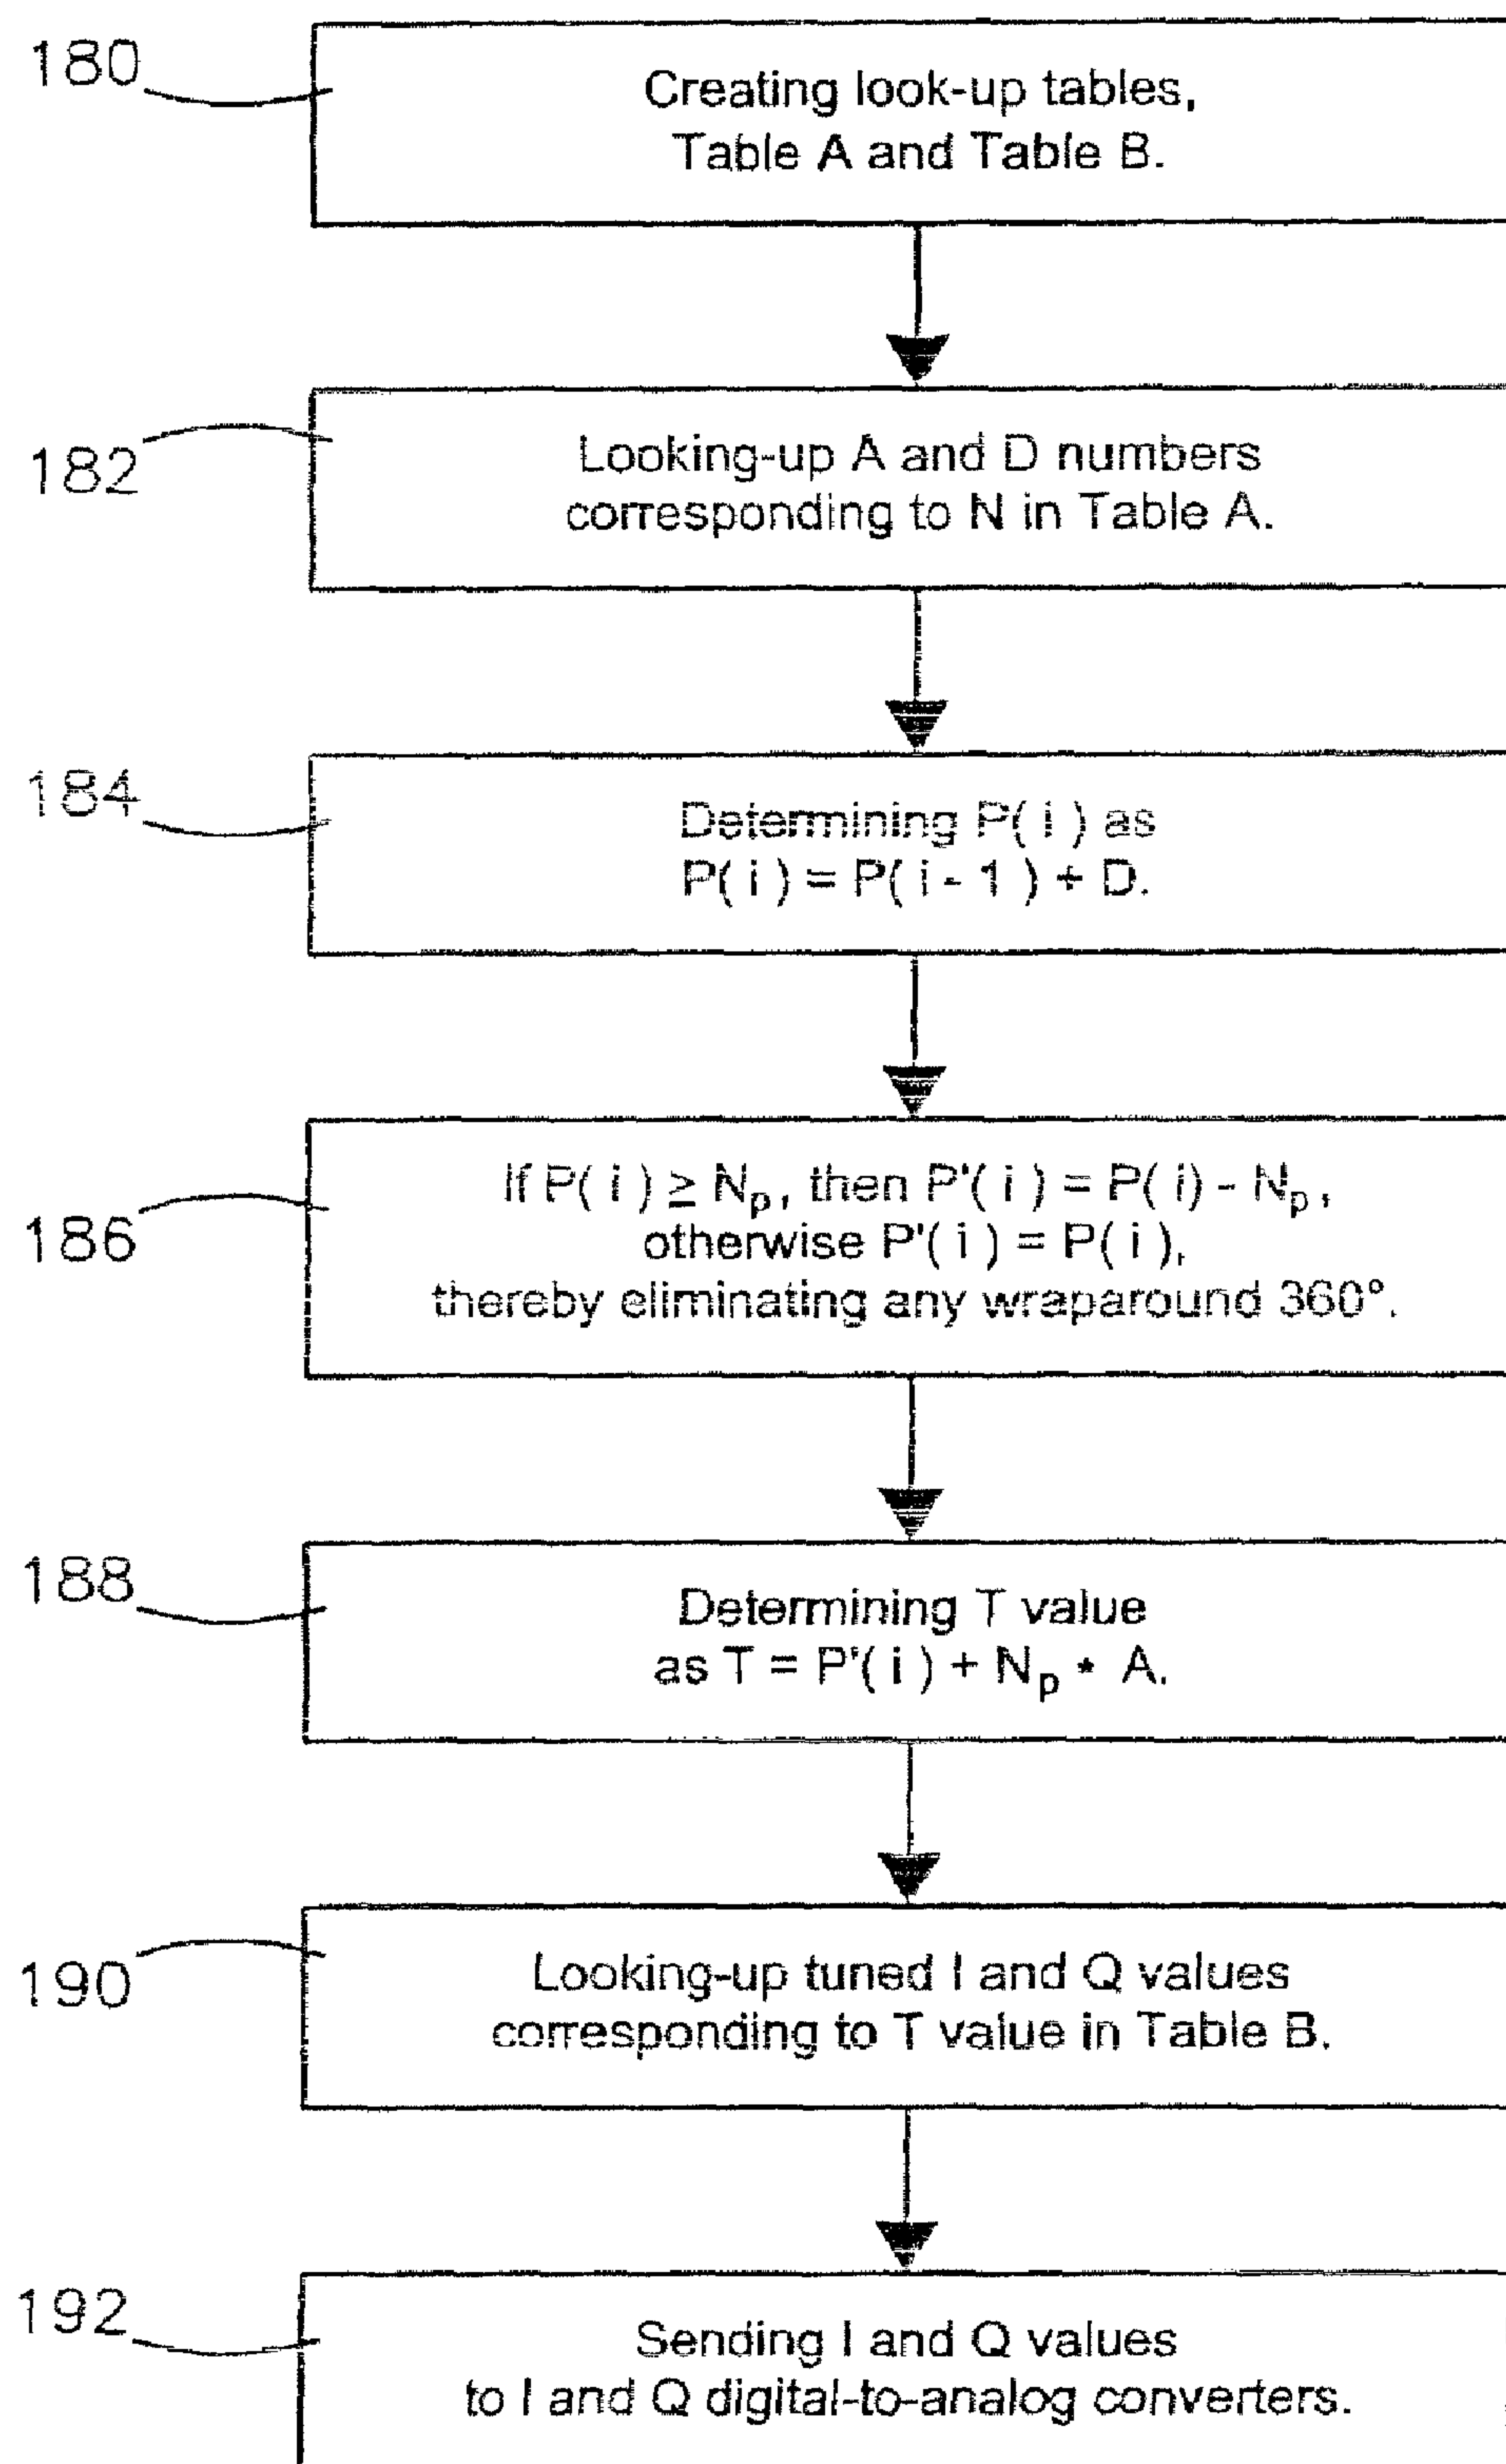 180
Creating look-up tables,
Table A and Table B.
182
Looking-up A and D numbers
corresponding to N in Table A.
184
Determining P( i ) as
P( i ) = P( i - 1 ) + D.
186
If P( i ) ≥ Np, then P'( i ) = P( i) - Np,
otherwise P'( i ) = P( i ),
thereby eliminating any wraparound 360°.
188
Determining T value
as T = P'( i ) + Np * A.
190
Looking-up tuned I and Q values
corresponding to T value in Table B.
192
Sending I and Q values
to I and Q digital-to-analog converters.